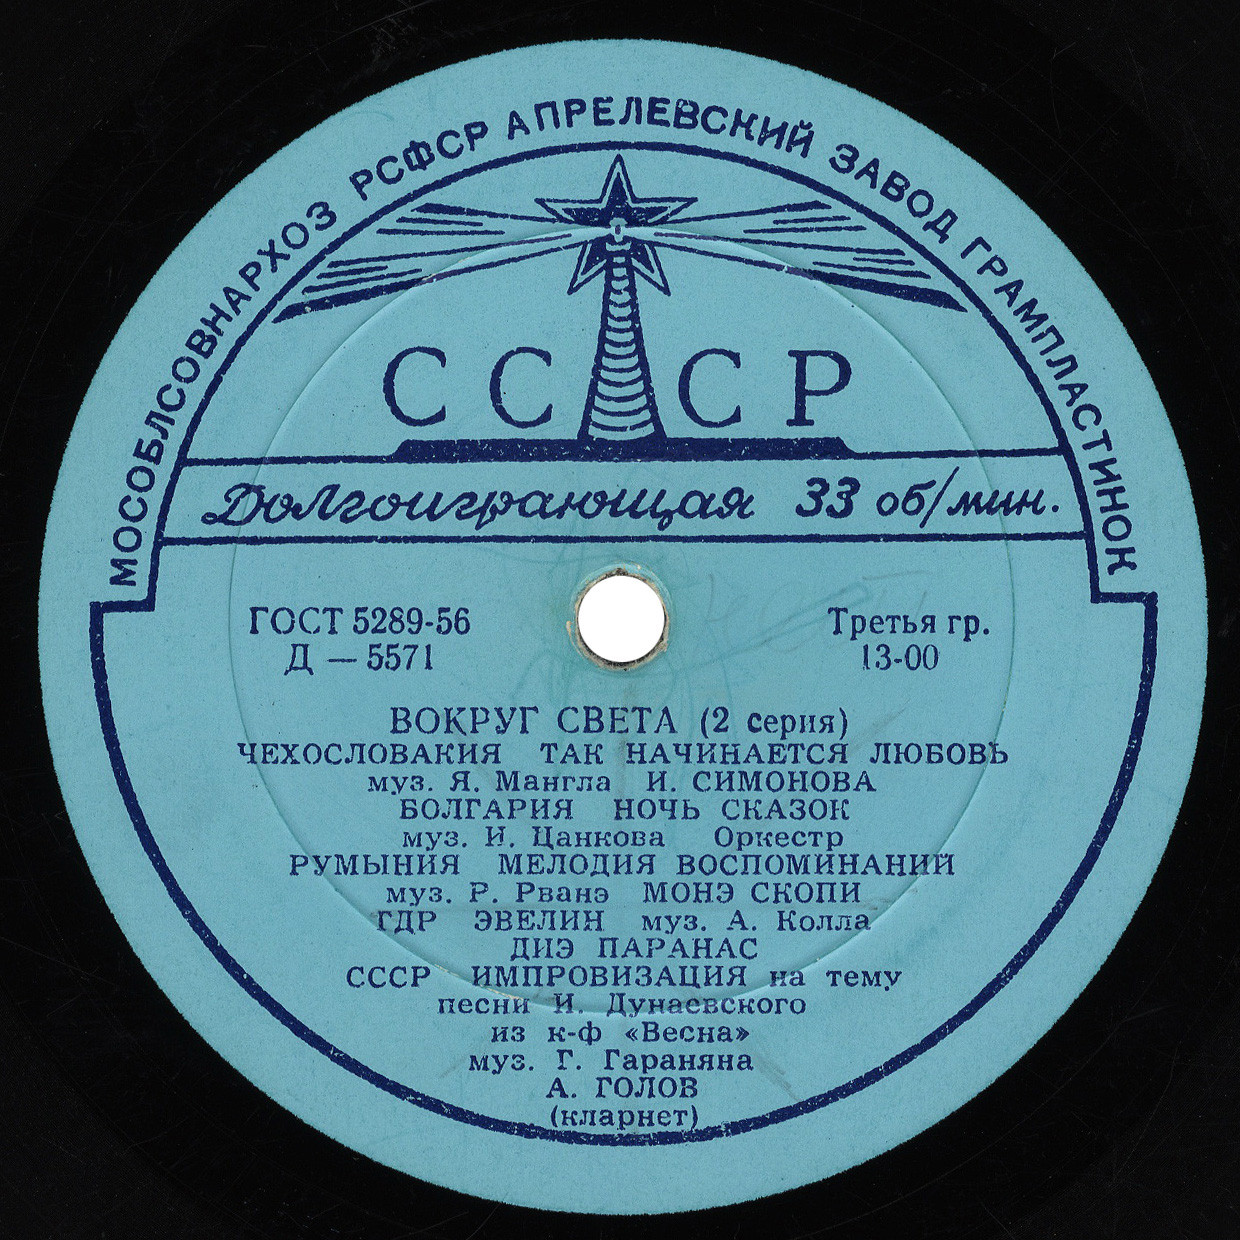 МОСОБЛСОВНАРХОЗ РСФСР АПРЕЛЕВСКИЙ ЗАВОД ГРАМПЛАСТИНОК
СССР
Долгоиграющая 33 об/мин.
ГОСТ 5289-56
Д — 5571
Третья гр.
13-00
ВОКРУГ СВЕТА (2 серия)
ЧЕХОСЛОВАКИЯ ТАК НАЧИНАЕТСЯ ЛЮБОВЬ
муз. Я. Мангла И. СИМОНОВА
БОЛГАРИЯ НОЧЬ СКАЗОК
муз. И. Цанкова Оркестр
РУМЫНИЯ МЕЛОДИЯ ВОСПОМИНАНИЙ
муз. Р. Рванэ МОНЭ СКОПИ
ГДР ЭВЕЛИН муз. А. Колла
ДИЭ ПАРАНАС
СССР ИМПРОВИЗАЦИЯ на тему
песни И. Дунаевского
из к-ф «Весна»
муз. Г. Гараняна
А. ГОЛОВ
(кларнет)